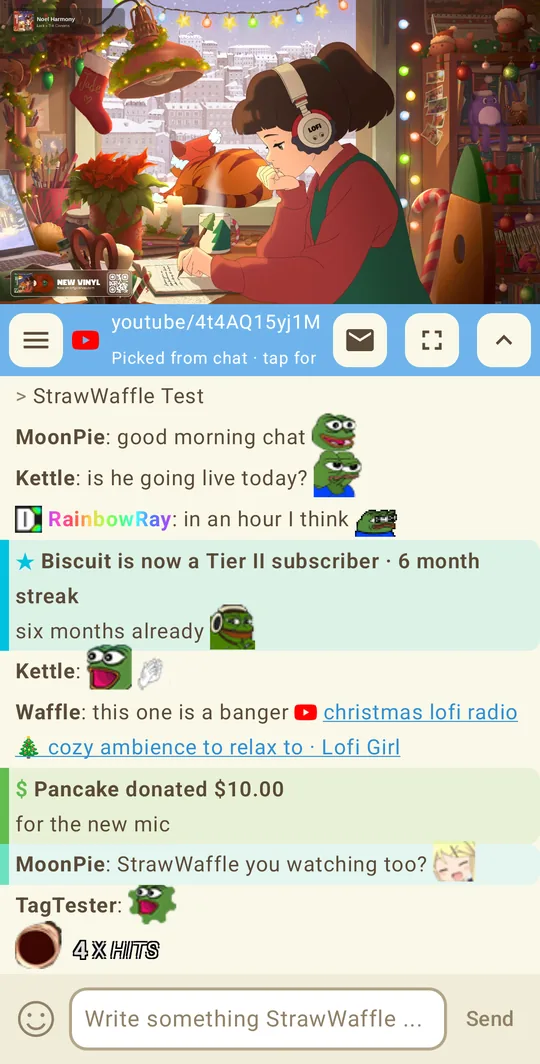 Noel Harmony
Jude
LOFI
NEW VINYL
youtube/4t4AQ15yj1M
Picked from chat · tap for
> StrawWaffle Test
MoonPie: good morning chat
Kettle: is he going live today?
D RainbowRay: in an hour I think
★ Biscuit is now a Tier II subscriber · 6 month
streak
six months already
Kettle:
Waffle: this one is a banger christmas lofi radio
🎄 cozy ambience to relax to · Lofi Girl
$ Pancake donated $10.00
for the new mic
MoonPie: StrawWaffle you watching too?
TagTester:
4 X HITS
Write something StrawWaffle ...
Send